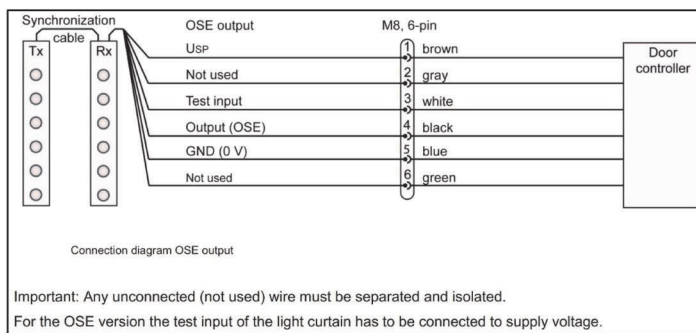 Synchronization
cable
OSE output
M8, 6-pin
Tx
Rx
USP
1
brown
Door
controller
Not used
2
gray
Test input
3
white
Output (OSE)
4
black
GND (0 V)
5
blue
Not used
6
green
Connection diagram OSE output
Important: Any unconnected (not used) wire must be separated and isolated.
For the OSE version the test input of the light curtain has to be connected to supply voltage.